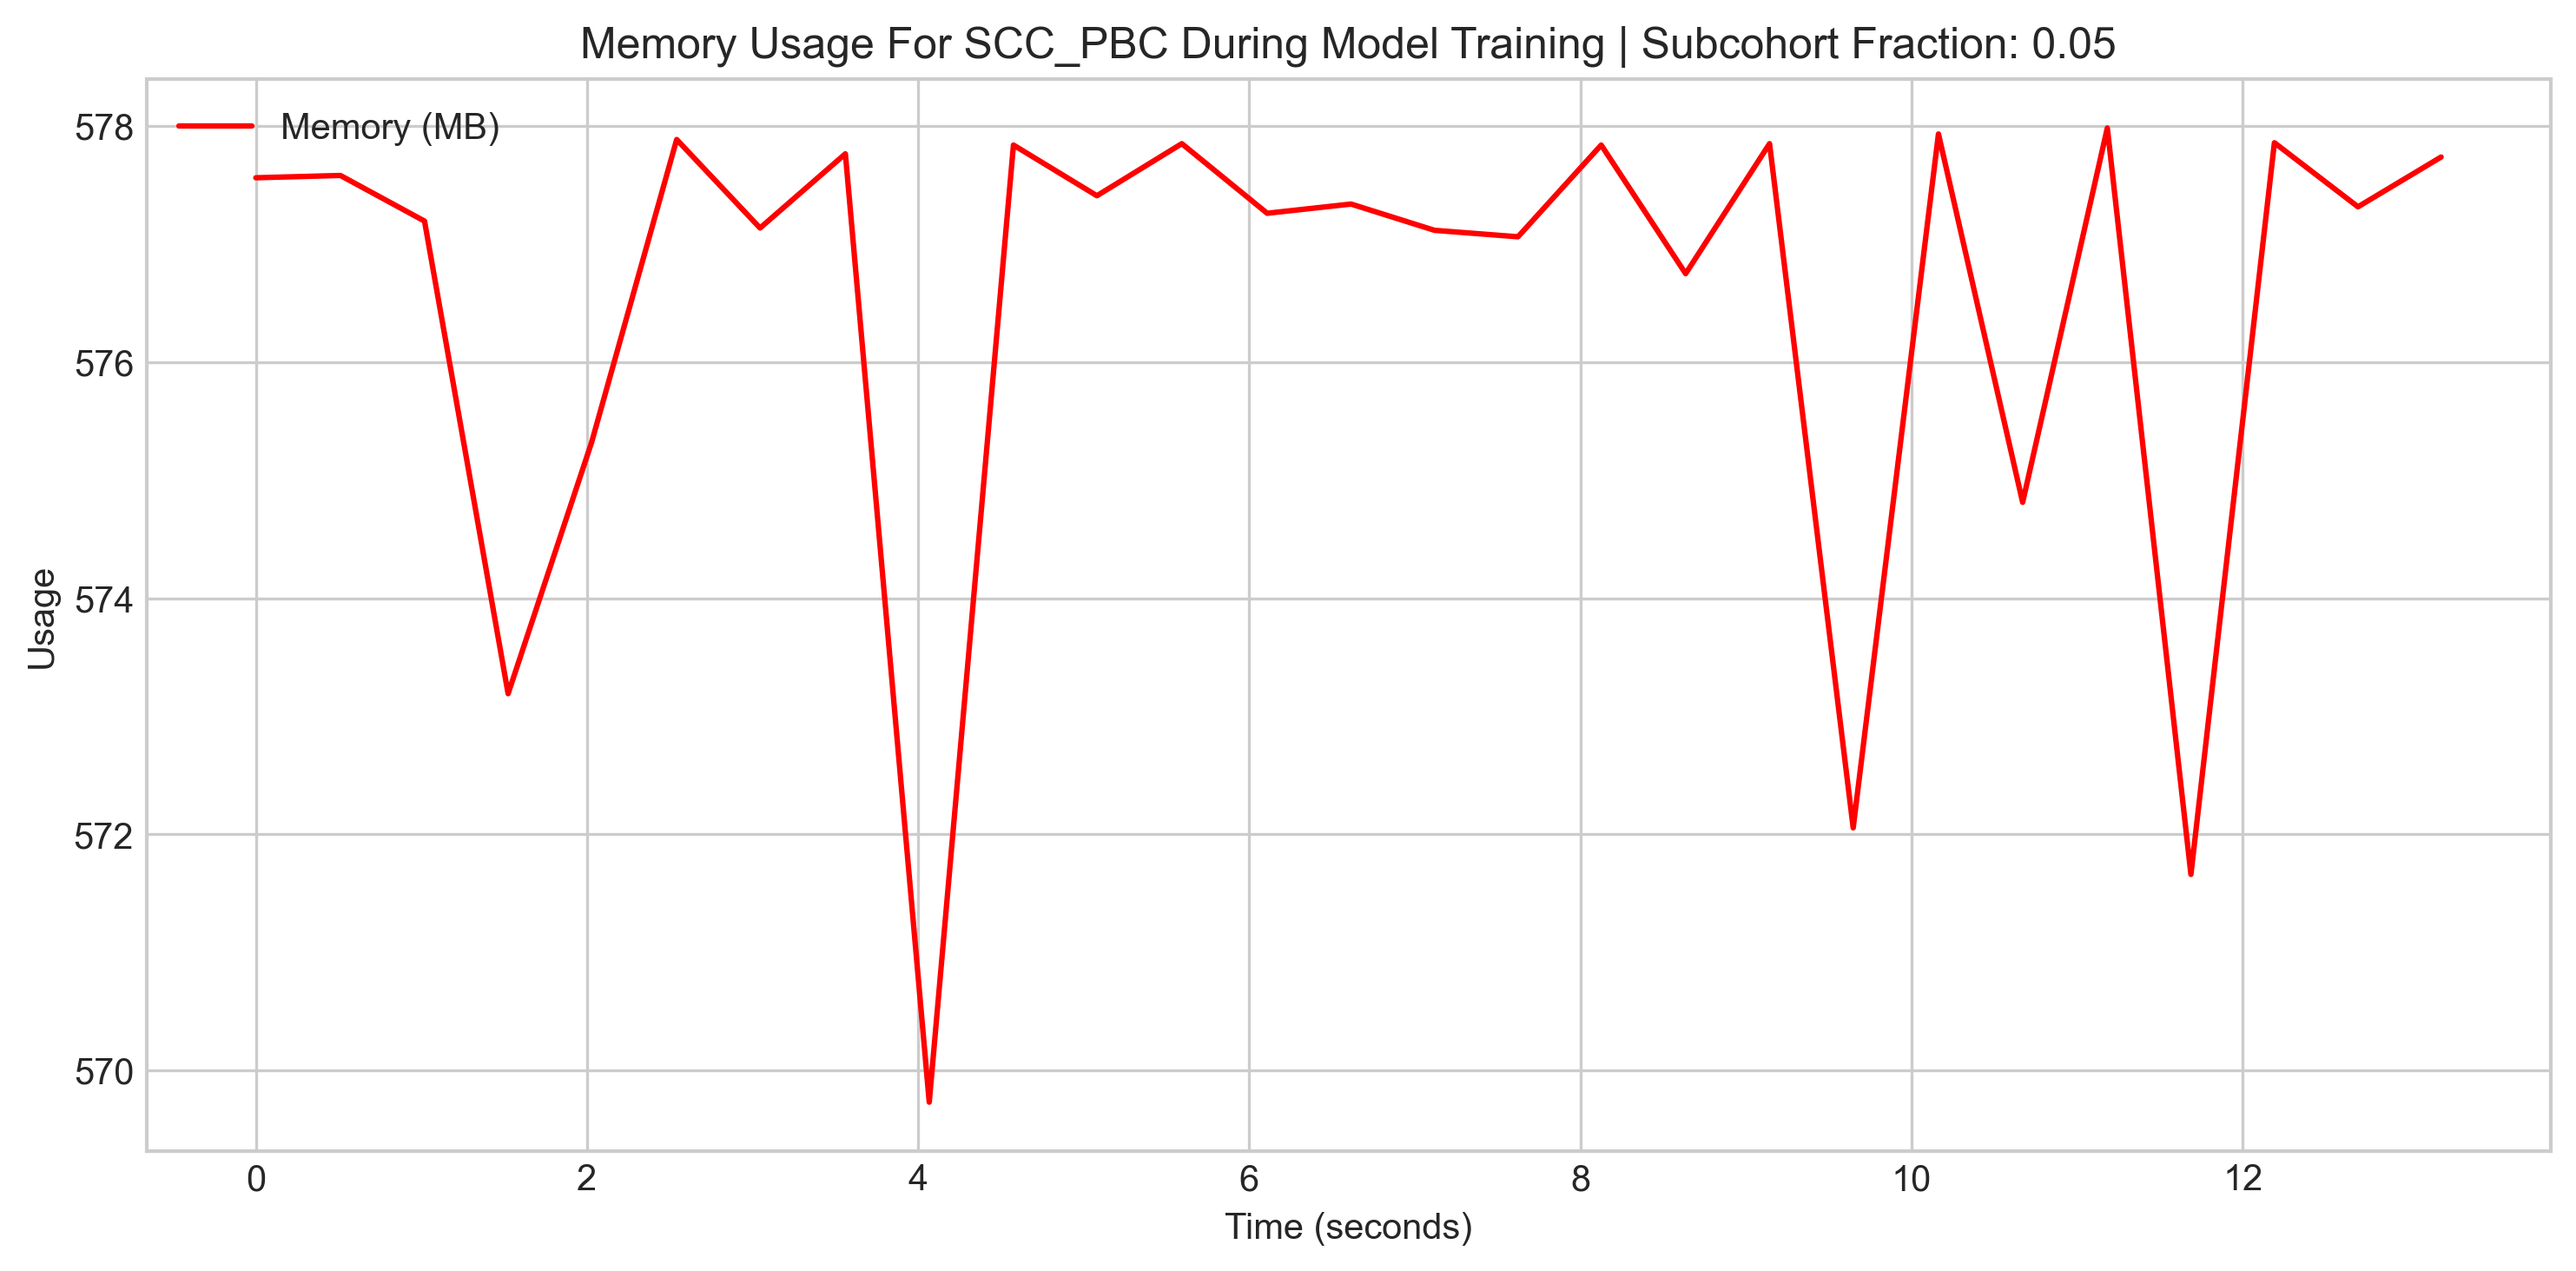 Memory Usage For SCC_PBC During Model Training | Subcohort Fraction: 0.05
Memory (MB)
578
576
574
572
570
Usage
0 2 4 6 8 10 12
Time (seconds)